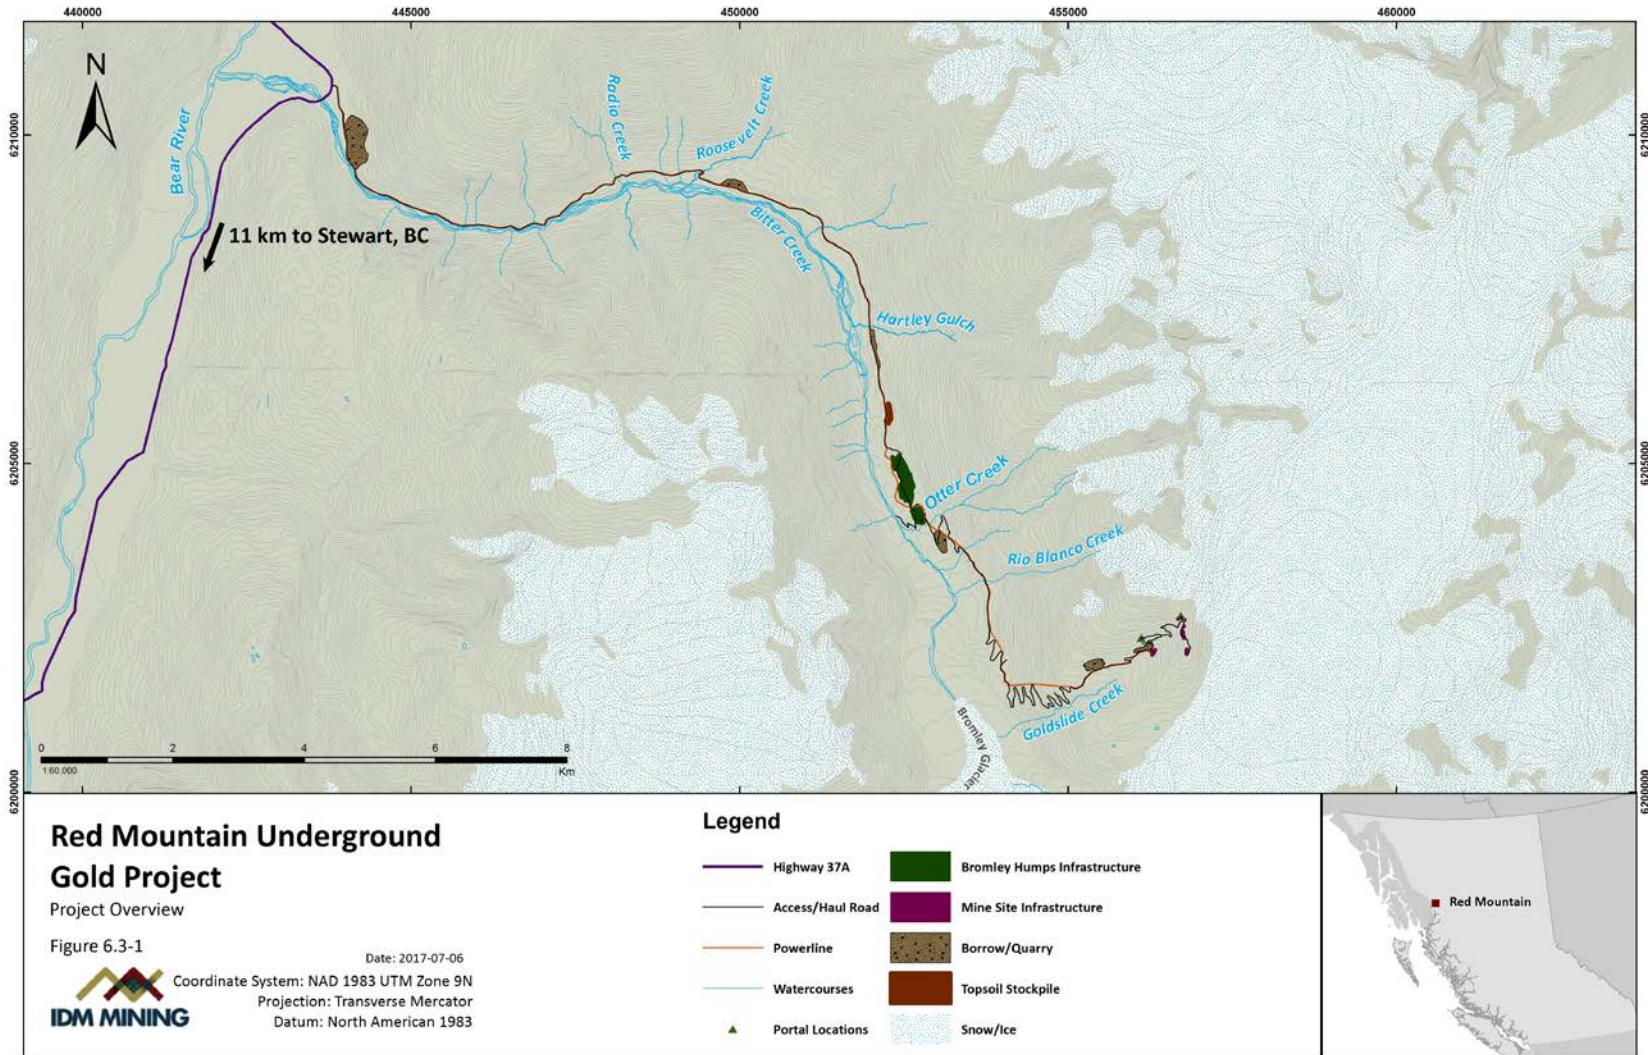 440000
445000
450000
455000
460000
N
Bear River
Radio Creek
Roosevelt Creek
6210000
6210000
11 km to Stewart, BC
Bitter Creek
Hartley Gulch
6205000
6205000
Otter Creek
Rio Blanco Creek
Goldslide Creek
Bromley Glacier
0
2
4
6
8
1:60,000
Km
6200000
6200000
Red Mountain Underground
Gold Project
Project Overview
Figure 6.3-1
Date: 2017-07-06
Coordinate System: NAD 1983 UTM Zone 9N
Projection: Transverse Mercator
Datum: North American 1983
IDM MINING
Legend
Highway 37A
Access/Haul Road
Powerline
Watercourses
Portal Locations
Bromley Humps Infrastructure
Mine Site Infrastructure
Borrow/Quarry
Topsoil Stockpile
Snow/Ice
Red Mountain